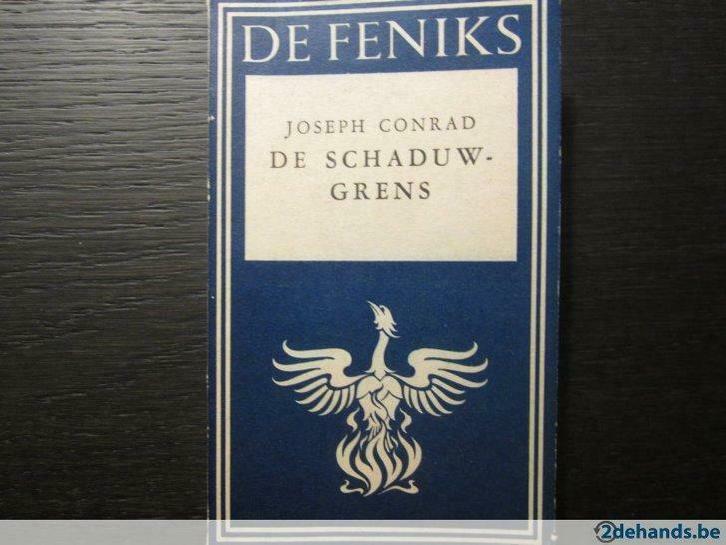 DE FENIKS
JOSEPH CONRAD
DE SCHADUW-
GRENS
2dehands.be